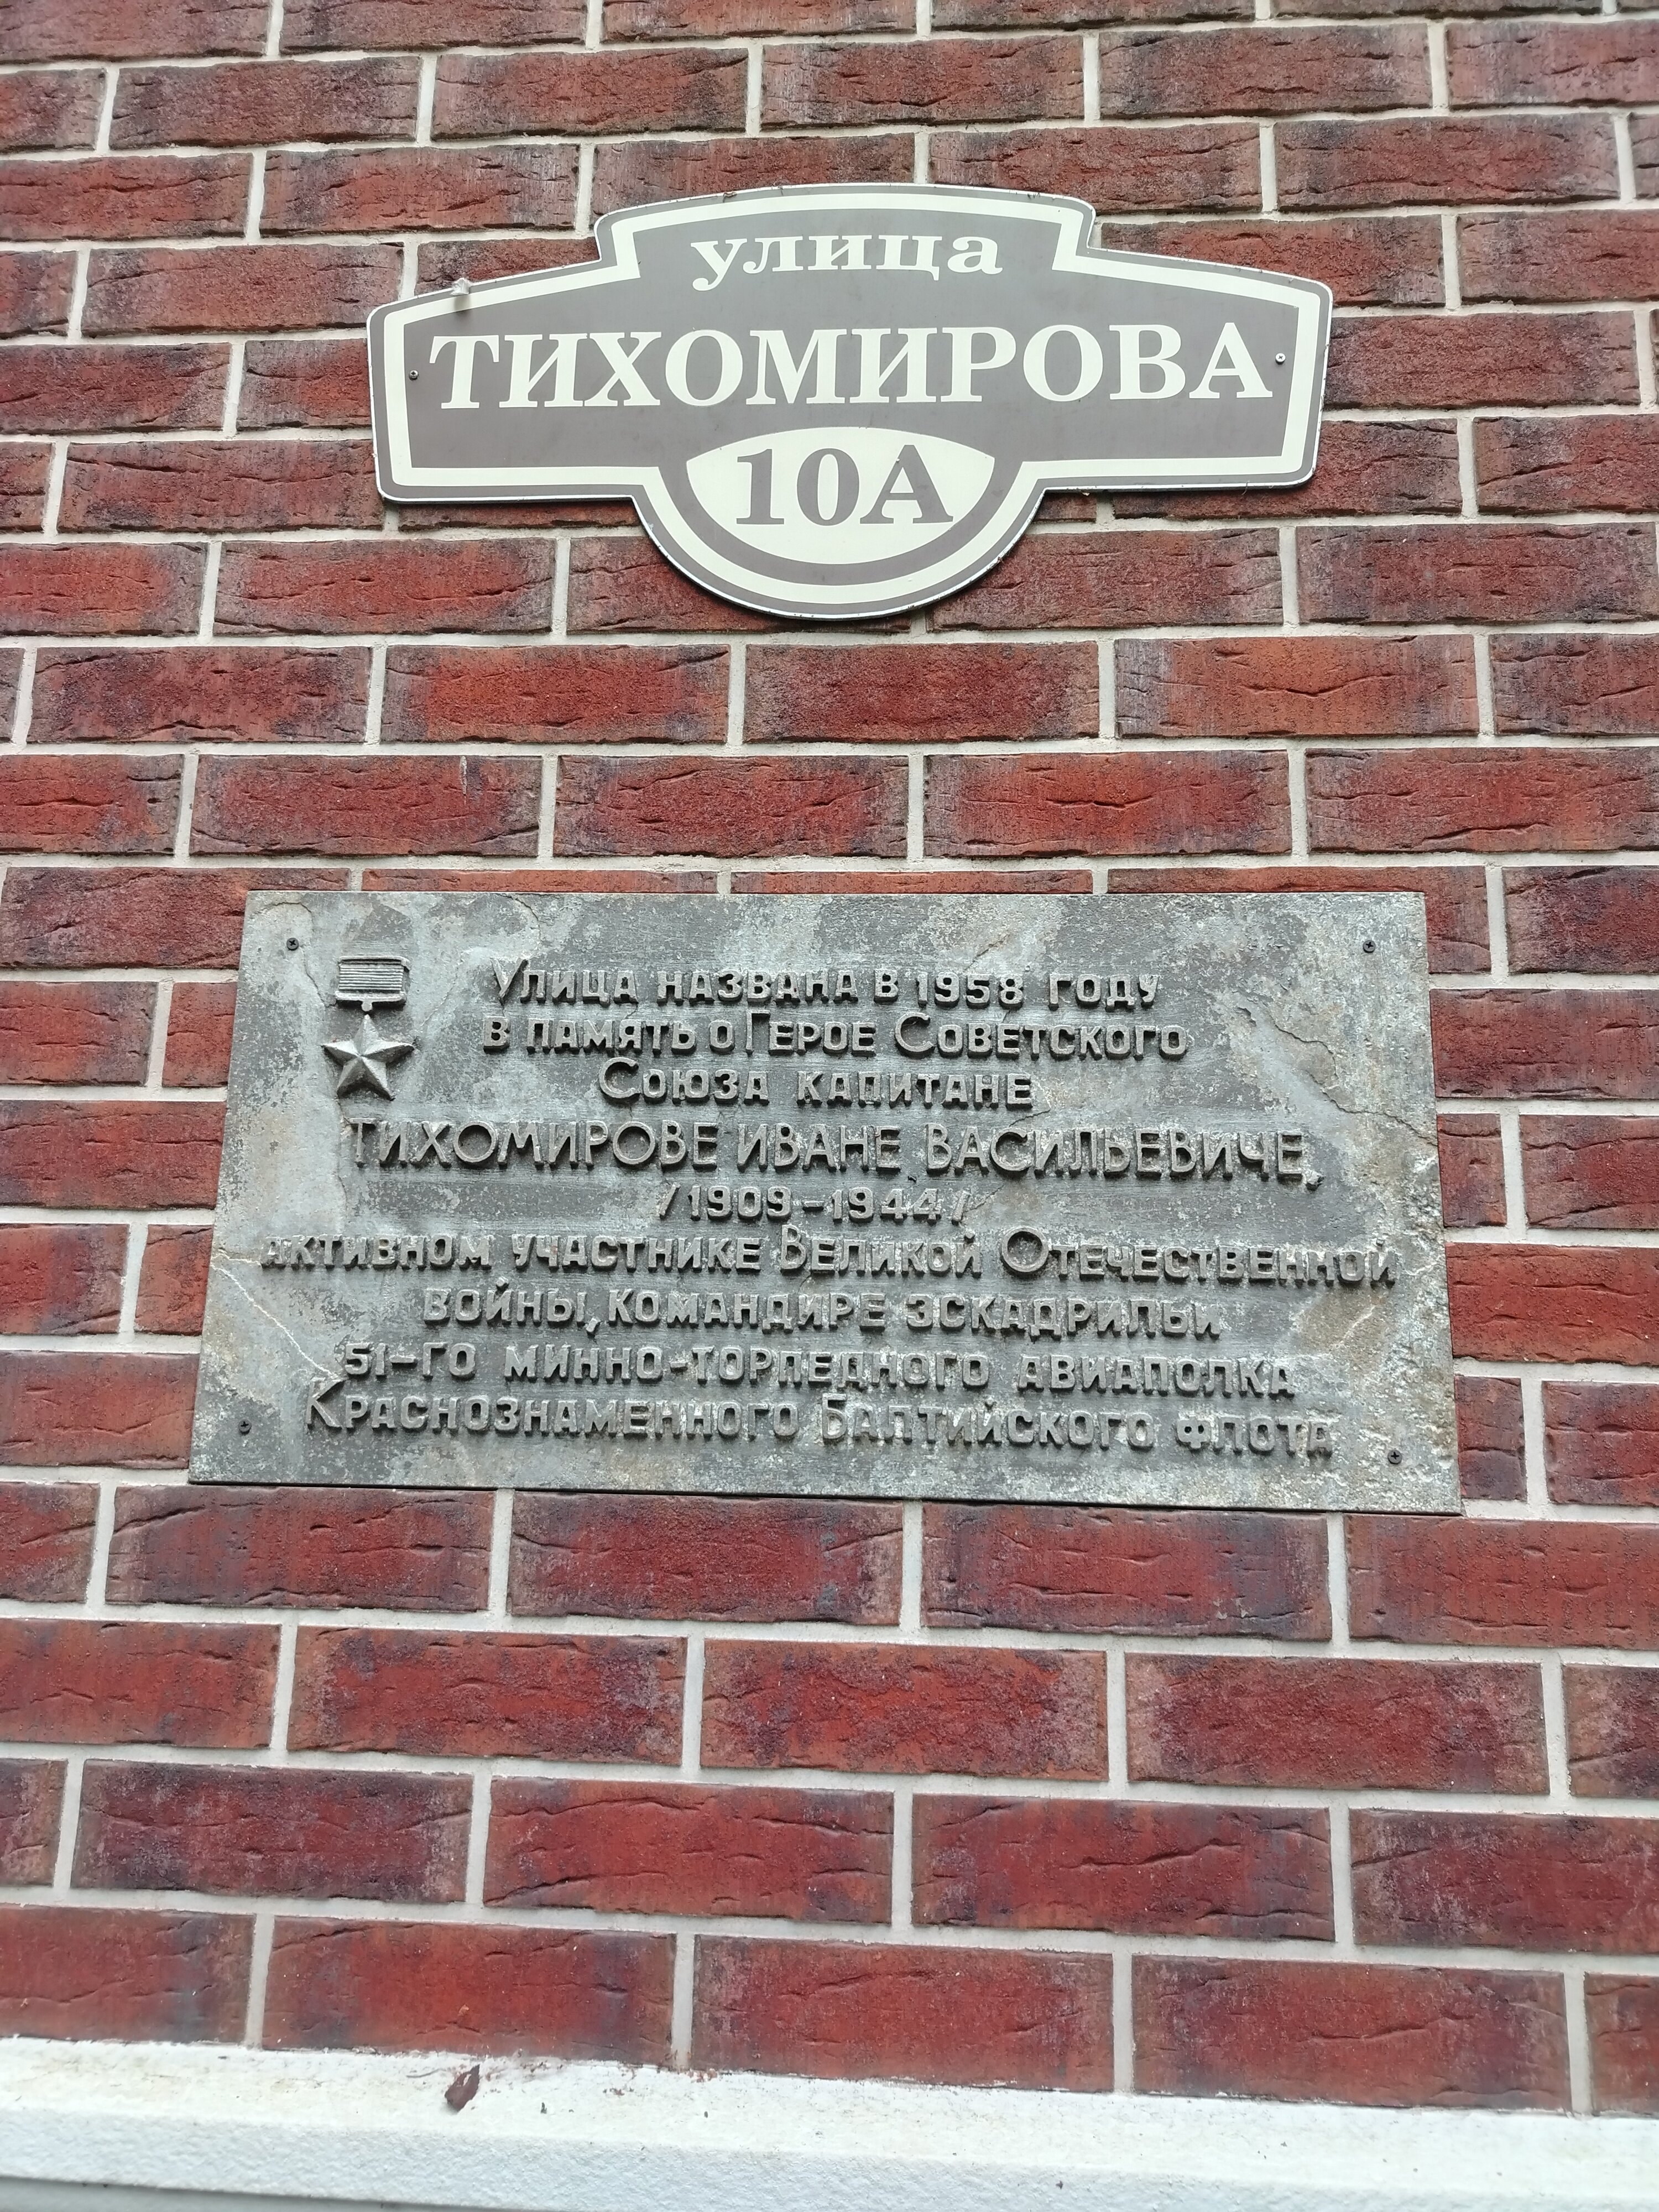 улица
ТИХОМИРОВА
10А
Улица названа в 1958 году
в память о Герое Советского
Союза капитане
ТИХОМИРОВЕ ИВАНЕ ВАСИЛЬЕВИЧЕ,
/1909-1944/
активном участнике Великой Отечественной
войны, командире эскадрильи
51-го минно-торпедного авиаполка
Краснознаменного Балтийского флота